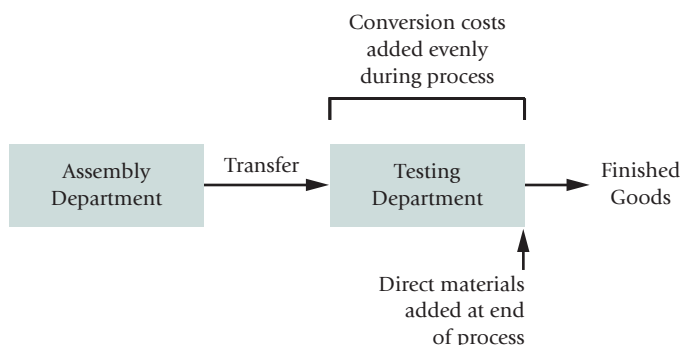 Conversion costs
added evenly
during process
Assembly
Department
Transfer
Testing
Department
Finished
Goods
Direct materials
added at end
of process